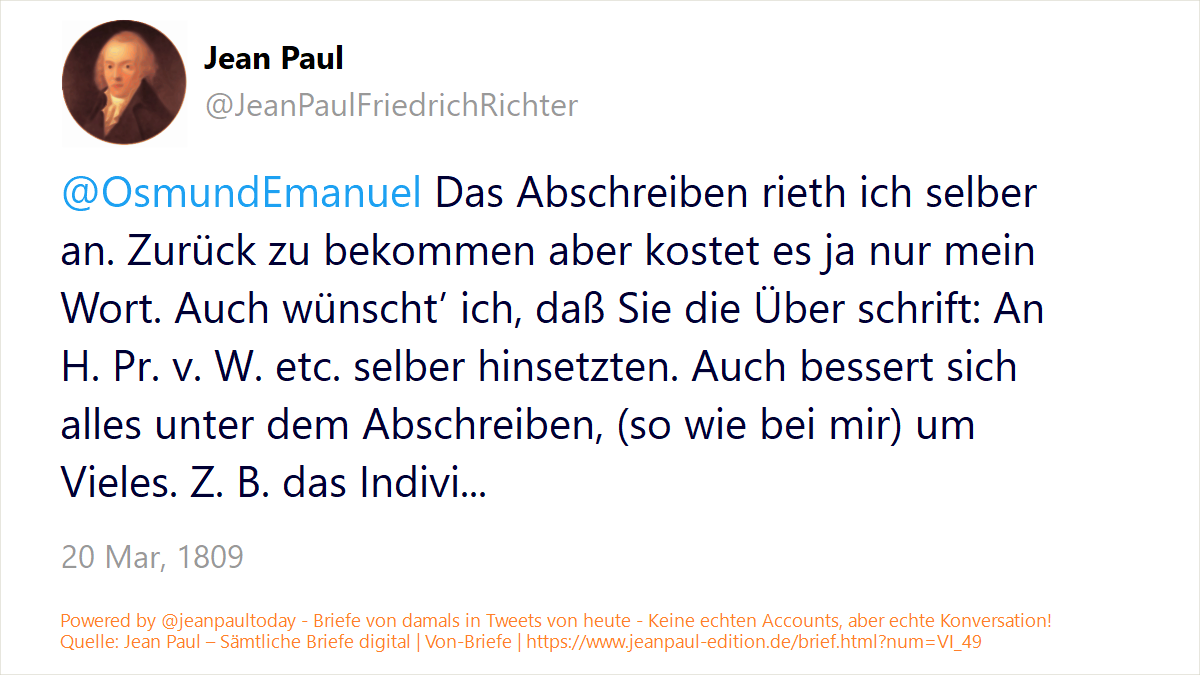 Jean Paul
@JeanPaulFriedrichRichter
@OsmundEmanuel Das Abschreiben rieth ich selber
an. Zurück zu bekommen aber kostet es ja nur mein
Wort. Auch wünscht’ ich, daß Sie die Über schrift: An
H. Pr. v. W. etc. selber hinsetzten. Auch bessert sich
alles unter dem Abschreiben, (so wie bei mir) um
Vieles. Z. B. das Indivi...
20 Mar, 1809
Powered by @jeanpaultoday - Briefe von damals in Tweets von heute - Keine echten Accounts, aber echte Konversation!
Quelle: Jean Paul – Sämtliche Briefe digital | Von-Briefe | https://www.jeanpaul-edition.de/brief.html?num=VI_49